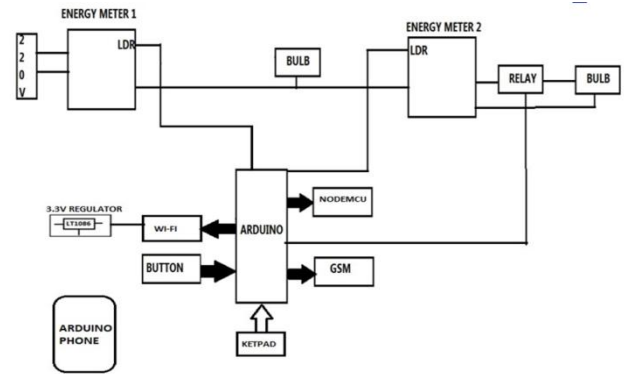 ENERGY METER 1
ENERGY METER 2
2
2
0
V
LDR
LDR
BULB
RELAY
BULB
NODEMCU
3.3V REGULATOR
LT1086
WI-FI
ARDUINO
BUTTON
GSM
ARDUINO
PHONE
KETPAD